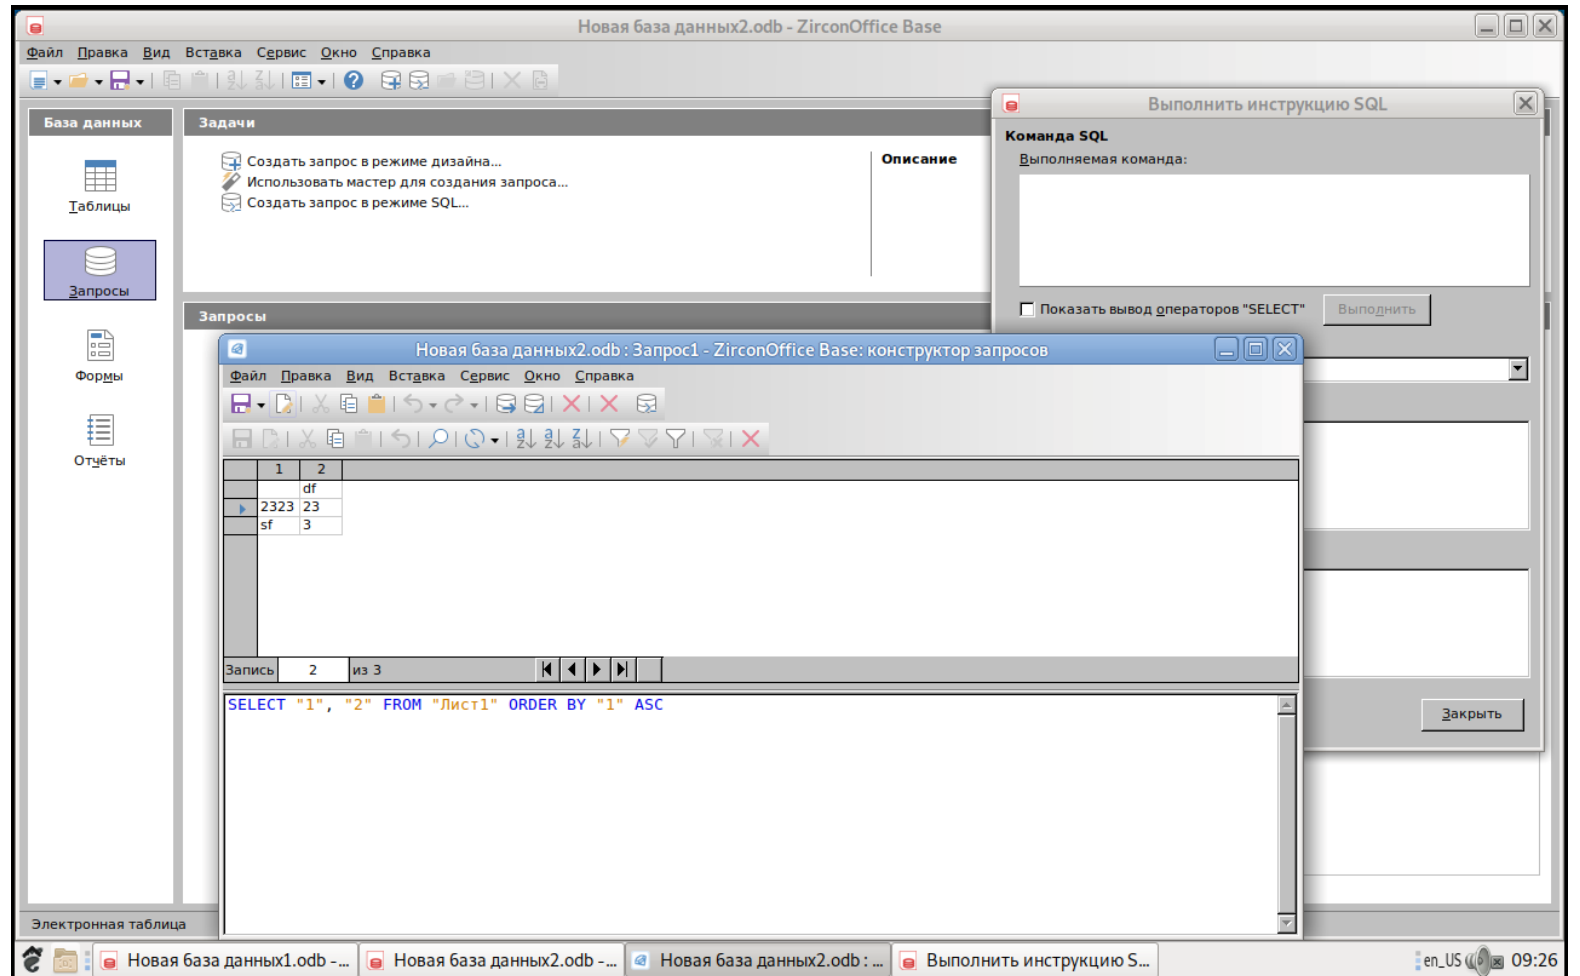 Новая база данных2.odb - ZirconOffice Base
Файл Правка Вид Вставка Сервис Окно Справка
База данных
Таблицы
Запросы
Формы
Отчёты
Задачи
Создать запрос в режиме дизайна...
Использовать мастер для создания запроса...
Создать запрос в режиме SQL...
Описание
Запросы
Выполнить инструкцию SQL
Команда SQL
Выполняемая команда:
Показать вывод операторов "SELECT"
Выполнить
Закрыть
Новая база данных2.odb : Запрос1 - ZirconOffice Base: конструктор запросов
Файл Правка Вид Вставка Сервис Окно Справка
1 2
df
2323 23
sf 3
Запись 2 из 3
SELECT "1", "2" FROM "Лист1" ORDER BY "1" ASC
Электронная таблица
Новая база данных1.odb -... Новая база данных2.odb -... Новая база данных2.odb : ... Выполнить инструкцию S... en_US 09:26